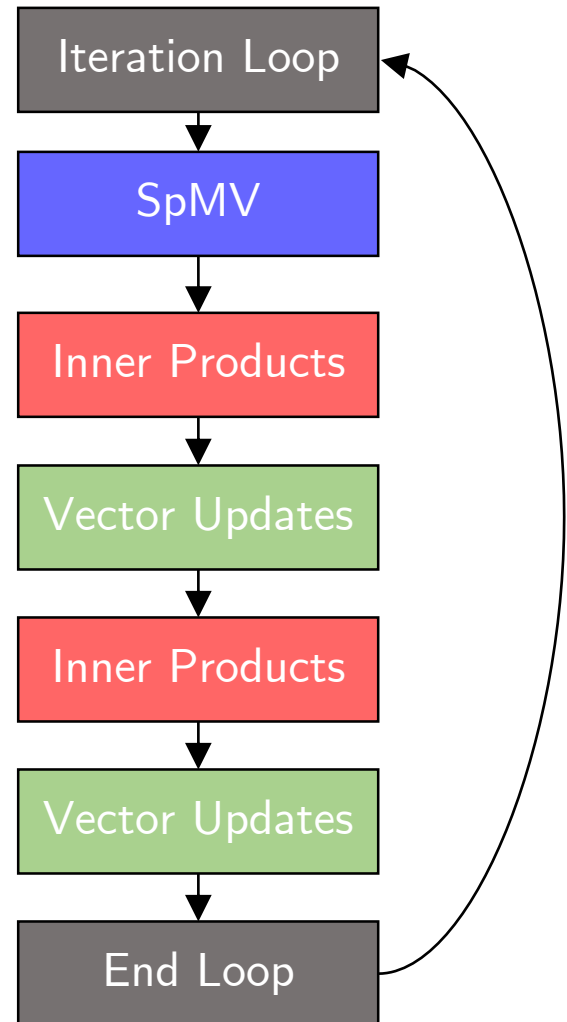 Iteration Loop
SpMV
Inner Products
Vector Updates
Inner Products
Vector Updates
End Loop